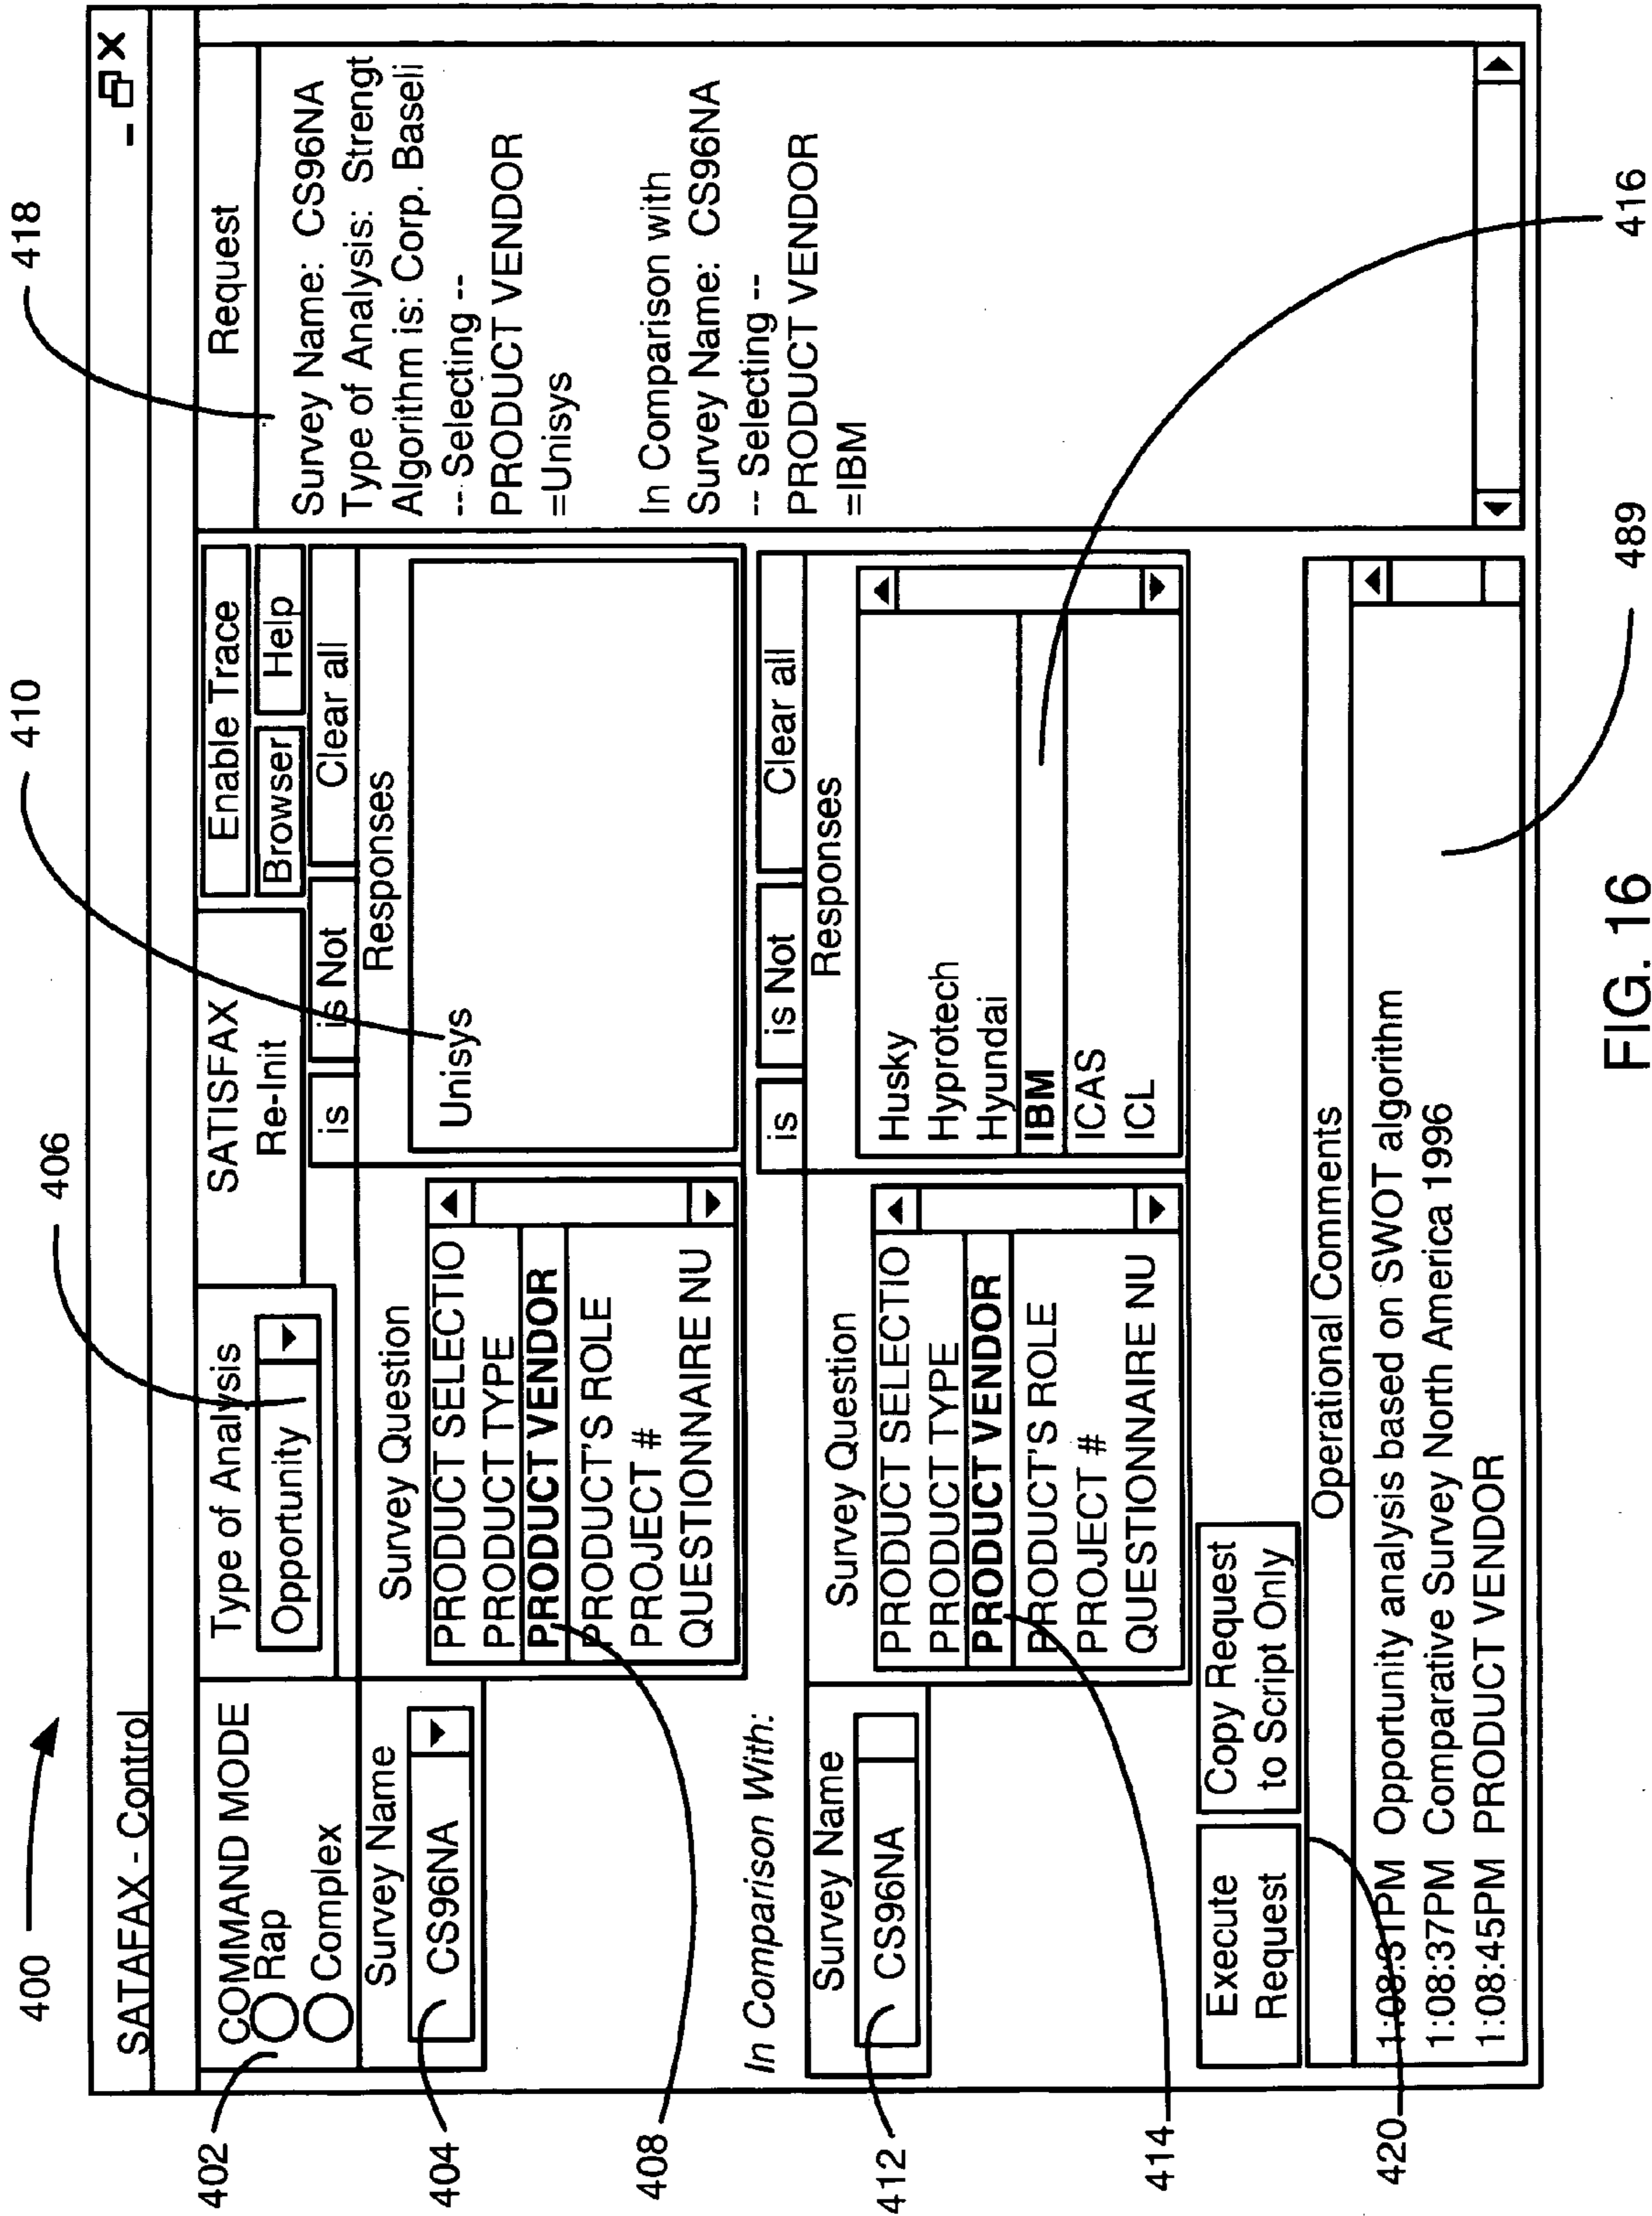 400
406
410
418
SATAFAX - Control
COMMAND MODE
Rap
Complex
Type of Analysis
Opportunity
SATISFAX
Re-Init
Enable Trace
Browser
Help
Request
402
Survey Name
CS96NA
404
Survey Question
PRODUCT SELECTIO
PRODUCT TYPE
PRODUCT VENDOR
PRODUCT'S ROLE
PROJECT #
QUESTIONNAIRE NU
408
is
is Not
Clear all
Responses
Unisys
Survey Name: CS96NA
Type of Analysis: Strengt
Algorithm is: Corp. Baseli
-- Selecting --
PRODUCT VENDOR
=Unisys
In Comparison with
Survey Name: CS96NA
-- Selecting --
PRODUCT VENDOR
=IBM
In Comparison With:
Survey Name
CS96NA
412
Survey Question
PRODUCT SELECTIO
PRODUCT TYPE
PRODUCT VENDOR
PRODUCT'S ROLE
PROJECT #
QUESTIONNAIRE NU
414
is
is Not
Clear all
Responses
Husky
Hyprotech
Hyundai
IBM
ICAS
ICL
Execute
Request
Copy Request
to Script Only
420
Operational Comments
1:08:31PM Opportunity analysis based on SWOT algorithm
1:08:37PM Comparative Survey North America 1996
1:08:45PM PRODUCT VENDOR
489
416
FIG. 16